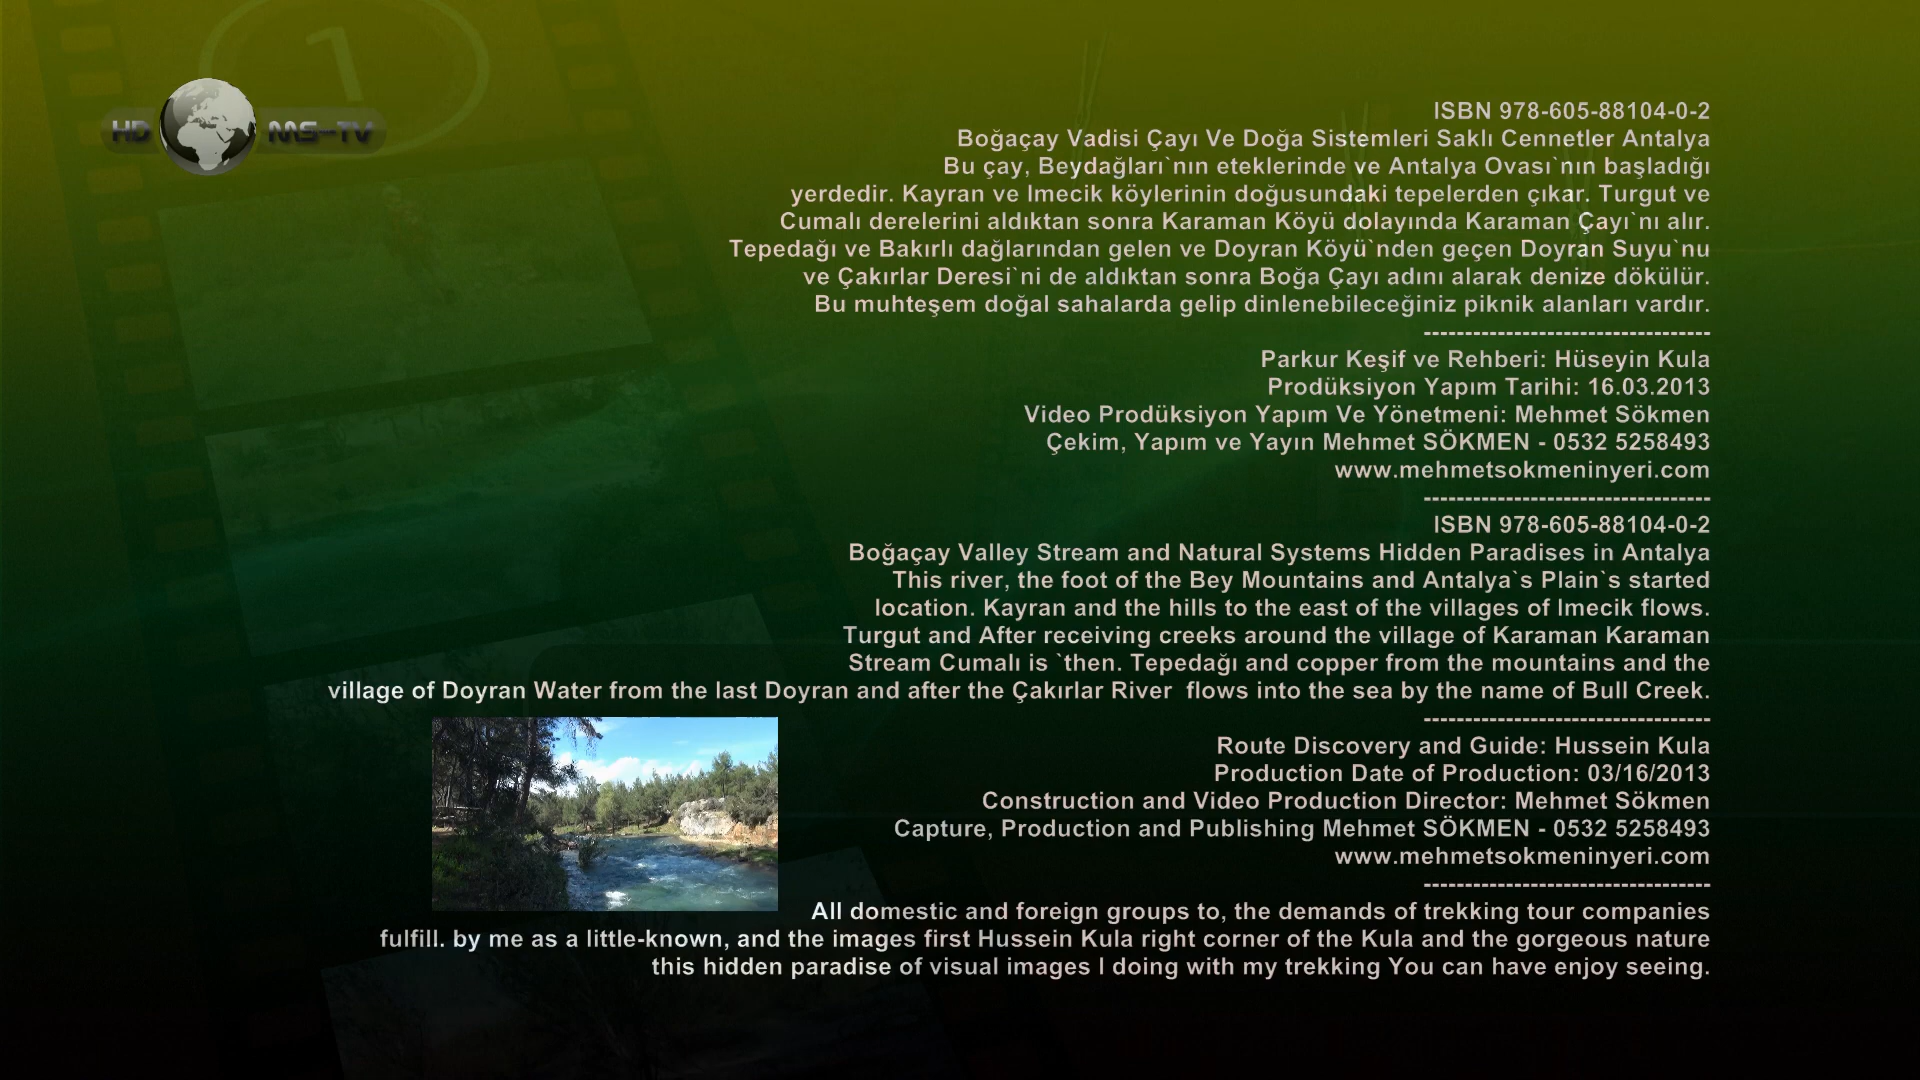 1
HD MS-TV
ISBN 978-605-88104-0-2
Boğaçay Vadisi Çayı Ve Doğa Sistemleri Saklı Cennetler Antalya
Bu çay, Beydağları`nın eteklerinde ve Antalya Ovası`nın başladığı
yerdedir. Kayran ve Imecik köylerinin doğusundaki tepelerden çıkar. Turgut ve
Cumalı derelerini aldıktan sonra Karaman Köyü dolayında Karaman Çayı`nı alır.
Tepedağı ve Bakırlı dağlarından gelen ve Doyran Köyü`nden geçen Doyran Suyu`nu
ve Çakırlar Deresi`ni de aldıktan sonra Boğa Çayı adını alarak denize dökülür.
Bu muhteşem doğal sahalarda gelip dinlenebileceğiniz piknik alanları vardır.
-----------------------------------
Parkur Keşif ve Rehberi: Hüseyin Kula
Prodüksiyon Yapım Tarihi: 16.03.2013
Video Prodüksiyon Yapım Ve Yönetmeni: Mehmet Sökmen
Çekim, Yapım ve Yayın Mehmet SÖKMEN - 0532 5258493
www.mehmetsokmeninyeri.com
-----------------------------------
ISBN 978-605-88104-0-2
Boğaçay Valley Stream and Natural Systems Hidden Paradises in Antalya
This river, the foot of the Bey Mountains and Antalya`s Plain`s started
location. Kayran and the hills to the east of the villages of Imecik flows.
Turgut and After receiving creeks around the village of Karaman Karaman
Stream Cumalı is `then. Tepedağı and copper from the mountains and the
village of Doyran Water from the last Doyran and after the Çakırlar River  flows into the sea by the name of Bull Creek.
-----------------------------------
Route Discovery and Guide: Hussein Kula
Production Date of Production: 03/16/2013
Construction and Video Production Director: Mehmet Sökmen
Capture, Production and Publishing Mehmet SÖKMEN - 0532 5258493
www.mehmetsokmeninyeri.com
-----------------------------------
All domestic and foreign groups to, the demands of trekking tour companies
fulfill. by me as a little-known, and the images first Hussein Kula right corner of the Kula and the gorgeous nature
this hidden paradise of visual images I doing with my trekking You can have enjoy seeing.